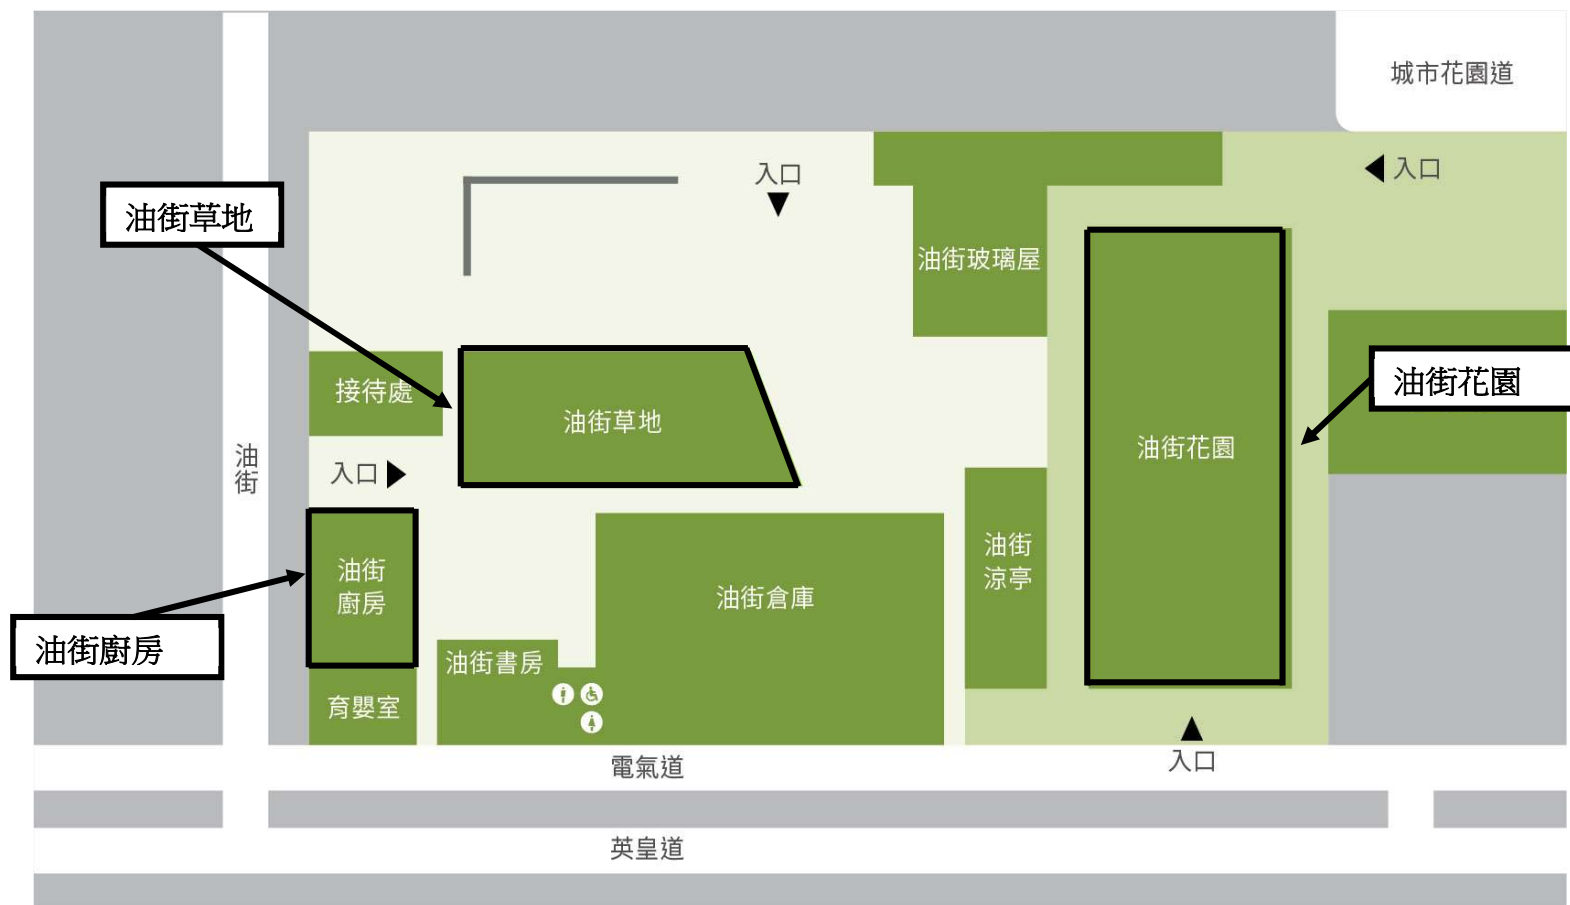 城市花園道
入口
入口
油街草地
油街玻璃屋
油街花園
接待處
油街草地
油街花園
油
街
入口
油街
廚房
油街倉庫
油街
涼亭
油街廚房
油街書房
育嬰室
電氣道
入口
英皇道